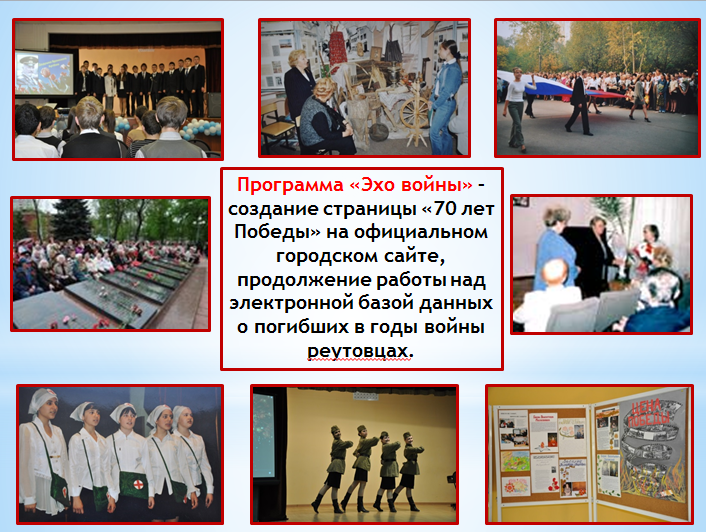 Программа «Эхо войны» -
создание страницы «70 лет
Победы» на официальном
городском сайте,
продолжение работы над
электронной базой данных
о погибших в годы войны
реутовцах.